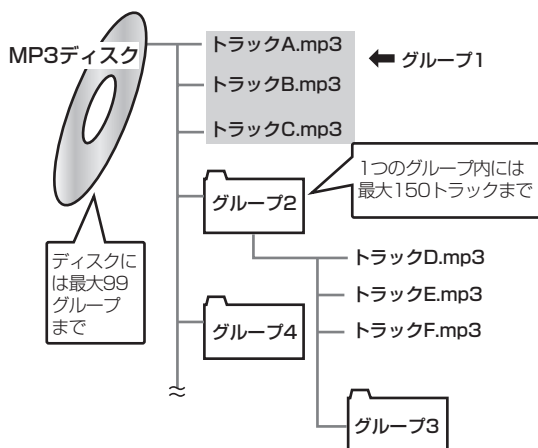 MP3ディスク
トラックA.mp3
トラックB.mp3
トラックC.mp3
グループ1
グループ2
1つのグループ内には
最大150トラックまで
ディスクに
は最大99
グループ
まで
トラックD.mp3
トラックE.mp3
トラックF.mp3
グループ4
グループ3